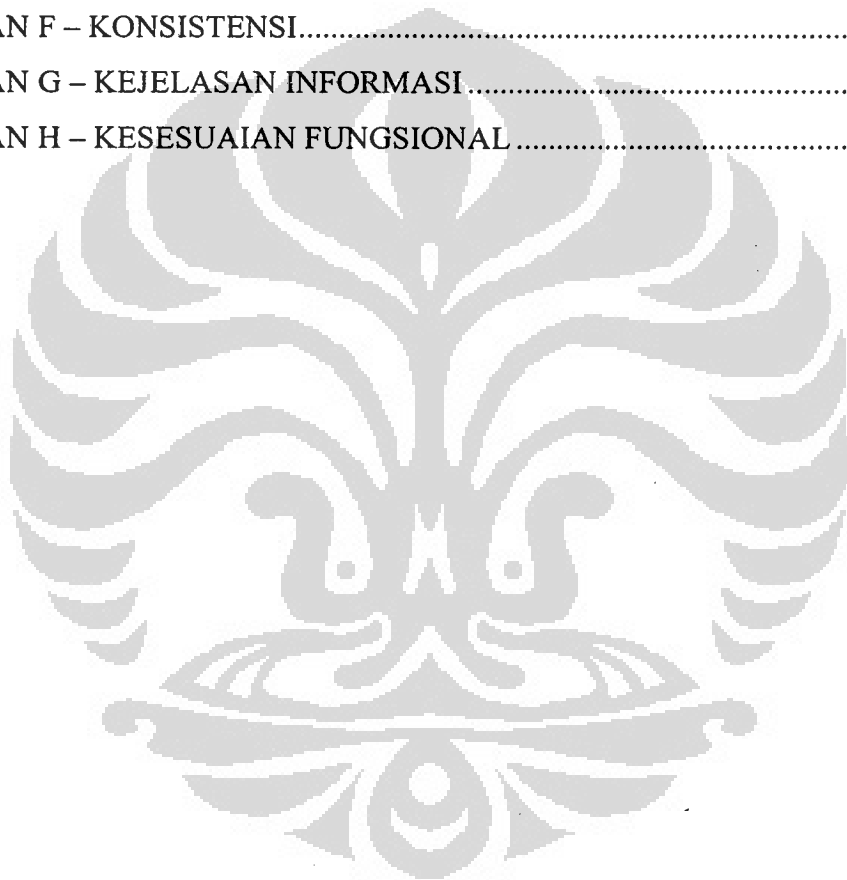 AN F – KONSISTENSI..........................................................................
AN G – KEJELASAN INFORMASI....................................................
AN H – KESESUAIAN FUNGSIONAL...............................................